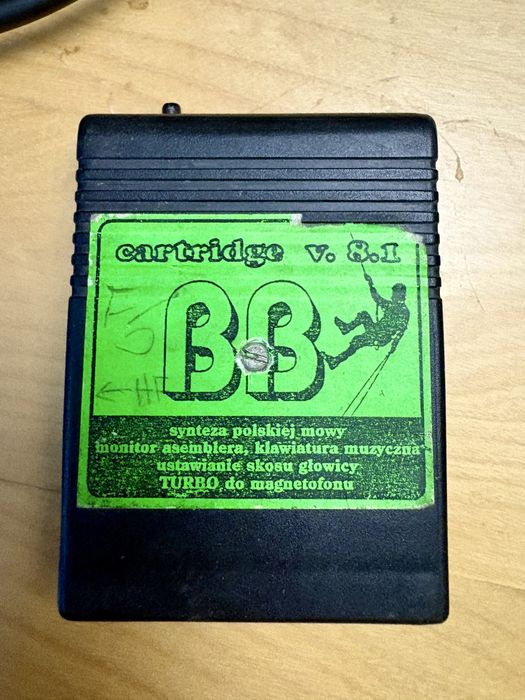 cartridge v. 8.1
BB
synteza polskiej mowy
monitor asemblera, klawiatura muzyczna
ustawianie skosu głowicy
TURBO do magnetofonu